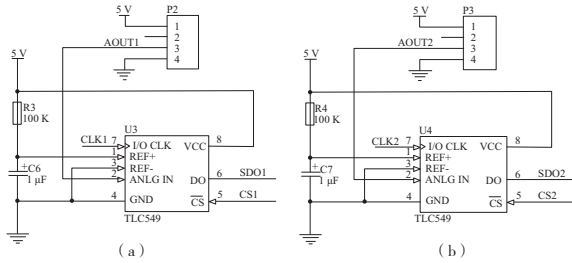 P2
5 V
1
2
AOUT1
3
4
5 V
R3
100 K
U3
CLK1
7
I/O CLK
VCC
8
1
REF+
3
REF-
2
ANLG IN
DO
6
SDO1
C6
+
1 μF
4
GND
CS
5
CS1
TLC549
(a)
P3
5 V
1
2
AOUT2
3
4
5 V
R4
100 K
U4
CLK2
7
I/O CLK
VCC
8
1
REF+
3
REF-
2
ANLG IN
DO
6
SDO2
C7
+
1 μF
4
GND
CS
5
CS2
TLC549
(b)